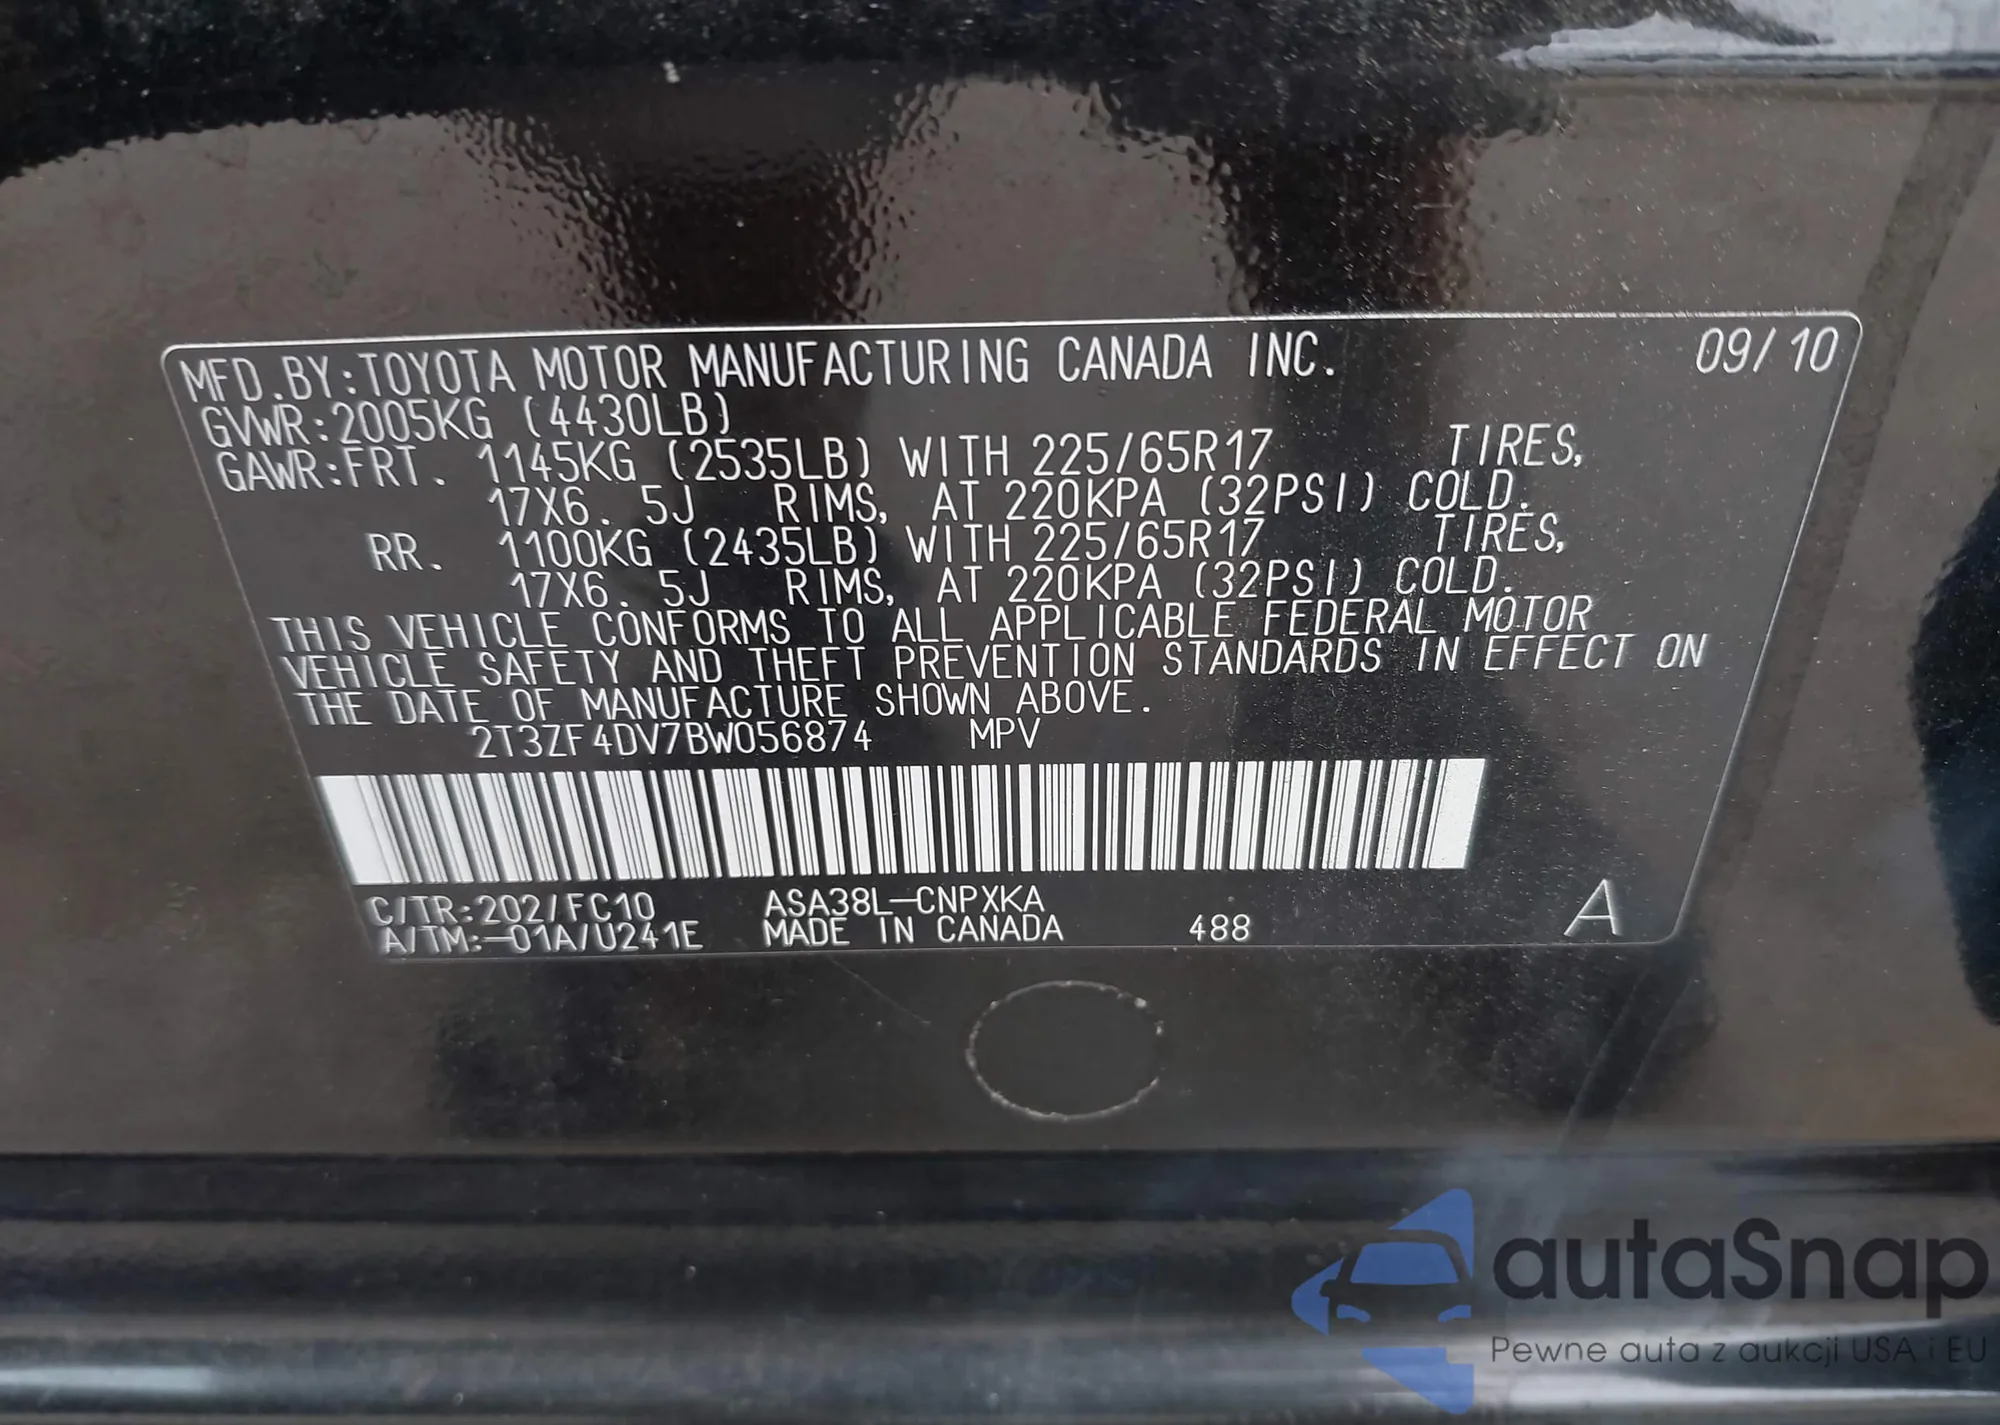 MFD.BY:TOYOTA MOTOR MANUFACTURING CANADA INC. 09/10
GVWR:2005KG (4430LB)
GAWR:FRT. 1145KG (2535LB) WITH 225/65R17 TIRES,
17X6.5J RIMS, AT 220KPA (32PSI) COLD.
RR. 1100KG (2435LB) WITH 225/65R17 TIRES,
17X6.5J RIMS, AT 220KPA (32PSI) COLD.
THIS VEHICLE CONFORMS TO ALL APPLICABLE FEDERAL MOTOR
VEHICLE SAFETY AND THEFT PREVENTION STANDARDS IN EFFECT ON
THE DATE OF MANUFACTURE SHOWN ABOVE.
2T3ZF4DV7BW056874 MPV
C/TR:202/FC10 ASA38L-CNPXKA
A/TM:-01A/U241E MADE IN CANADA 488 A
autaSnap
Pewne auta z aukcji USA i EU